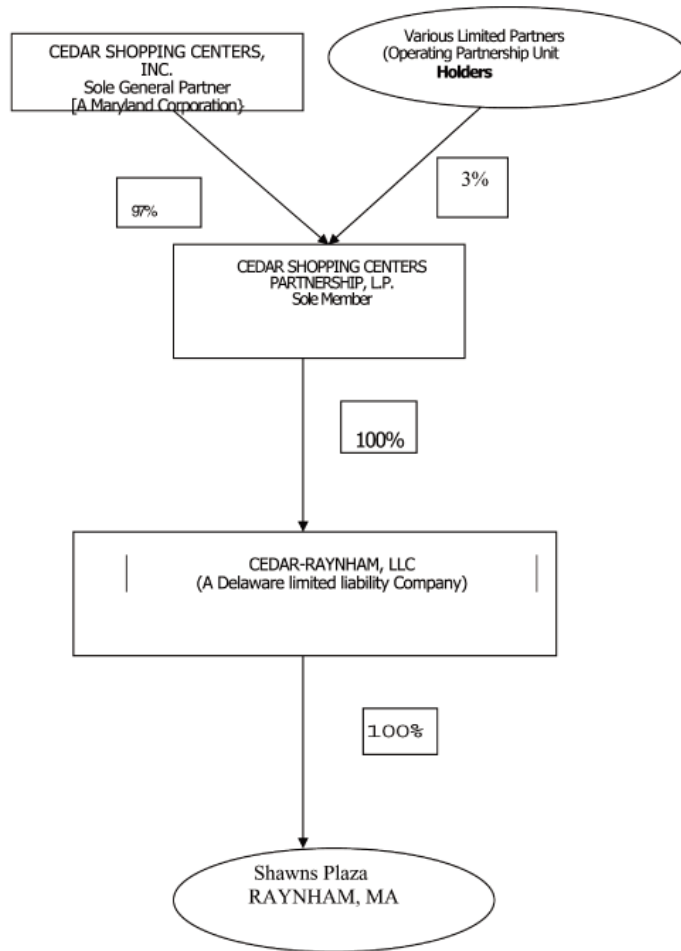 CEDAR SHOPPING CENTERS,
INC.
Sole General Partner
[A Maryland Corporation}
Various Limited Partners
(Operating Partnership Unit
Holders
97%
3%
CEDAR SHOPPING CENTERS
PARTNERSHIP, L.P.
Sole Member
100%
CEDAR-RAYNHAM, LLC
(A Delaware limited liability Company)
100%
Shawns Plaza
RAYNHAM, MA